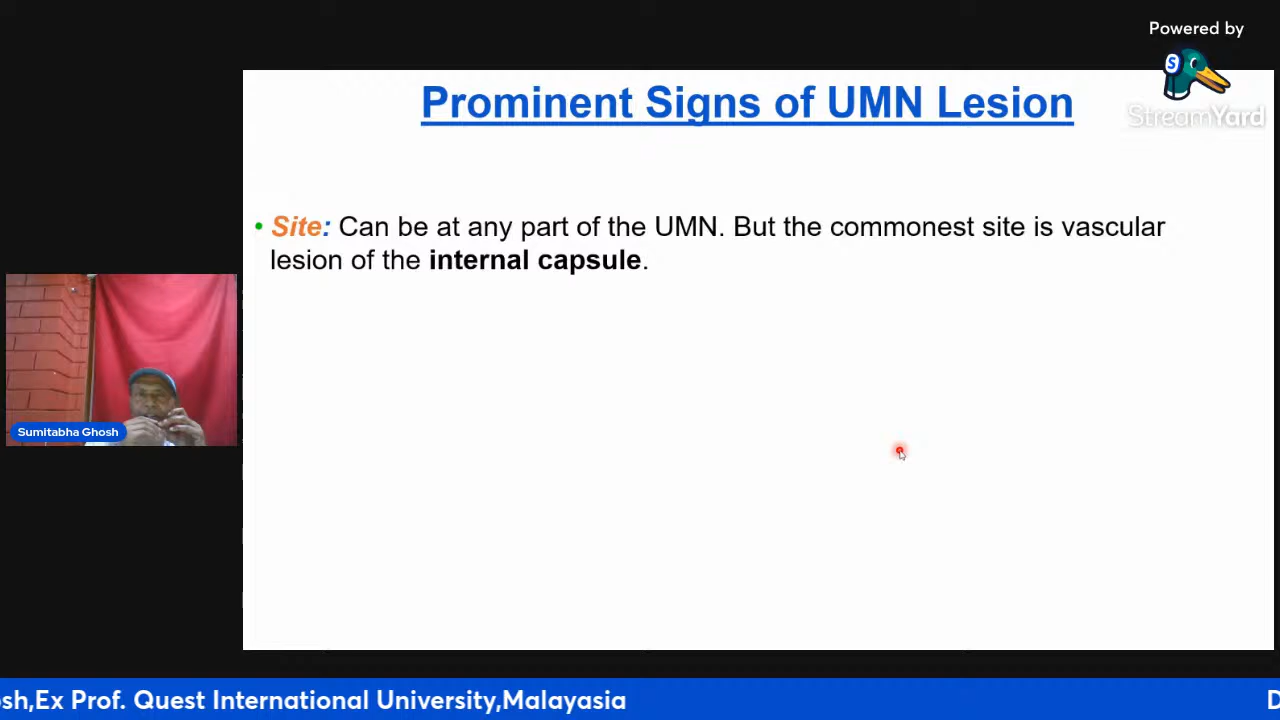 Powered by
S
StreamYard
Prominent Signs of UMN Lesion
• Site: Can be at any part of the UMN. But the commonest site is vascular
lesion of the internal capsule.
Sumitabha Ghosh
osh,Ex Prof. Quest International University,Malayasia
D